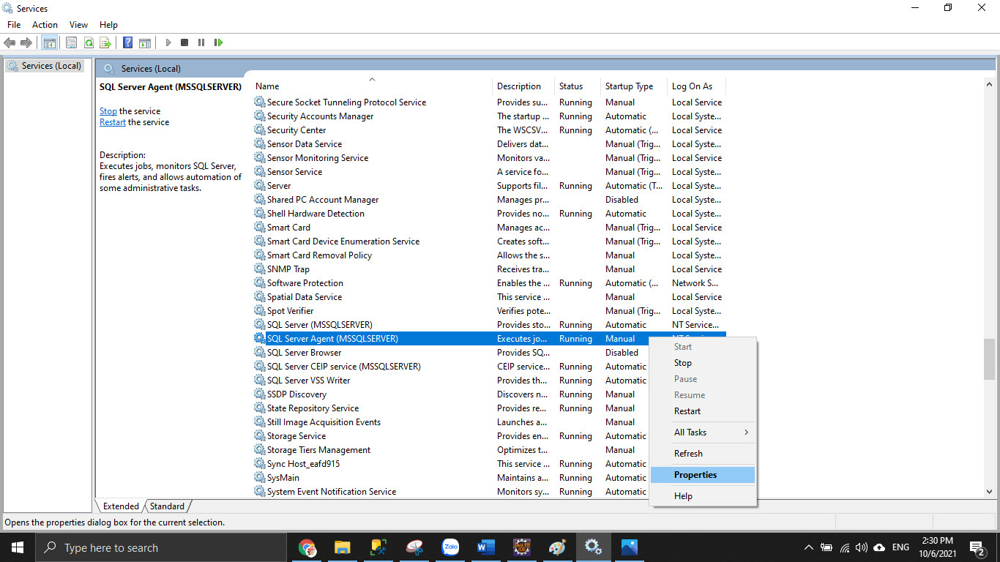 Services
File Action View Help
Services (Local)
Services (Local)
SQL Server Agent (MSSQLSERVER)
Stop the service
Restart the service
Description:
Executes jobs, monitors SQL Server,
fires alerts, and allows automation of
some administrative tasks.
Name Description Status Startup Type Log On As
Secure Socket Tunneling Protocol Service Provides su... Running Manual Local Service
Security Accounts Manager The startup ... Running Automatic Local Syste...
Security Center The WSCSV... Running Automatic (... Local Service
Sensor Data Service Delivers dat... Manual (Trig... Local Syste...
Sensor Monitoring Service Monitors va... Manual (Trig... Local Service
Sensor Service A service fo... Manual (Trig... Local Syste...
Server Supports fil... Running Automatic (T... Local Syste...
Shared PC Account Manager Manages pr... Disabled Local Syste...
Shell Hardware Detection Provides no... Running Automatic Local Syste...
Smart Card Manages ac... Manual (Trig... Local Service
Smart Card Device Enumeration Service Creates soft... Manual (Trig... Local Syste...
Smart Card Removal Policy Allows the s... Manual Local Syste...
SNMP Trap Receives tra... Manual Local Service
Software Protection Enables the ... Running Automatic (... Network S...
Spatial Data Service This service ... Manual Local Service
Spot Verifier Verifies pote... Manual (Trig... Local Syste...
SQL Server (MSSQLSERVER) Provides sto... Running Automatic NT Service...
SQL Server Agent (MSSQLSERVER) Executes jo... Running Manual
SQL Server Browser Provides SQ... Disabled
SQL Server CEIP service (MSSQLSERVER) CEIP service... Running Automatic
SQL Server VSS Writer Provides th... Running Automatic
SSDP Discovery Discovers n... Running Manual
State Repository Service Provides re... Running Manual
Still Image Acquisition Events Launches a... Manual
Storage Service Provides en... Running Automatic
Storage Tiers Management Optimizes t... Manual
Sync Host_eafd915 This service ... Running Automatic
SysMain Maintains a... Running Automatic
System Event Notification Service Monitors sy... Running Automatic
Start
Stop
Pause
Resume
Restart
All Tasks
Refresh
Properties
Help
Extended Standard
Opens the properties dialog box for the current selection.
Type here to search
Zalo
ENG
2:30 PM
10/6/2021
2